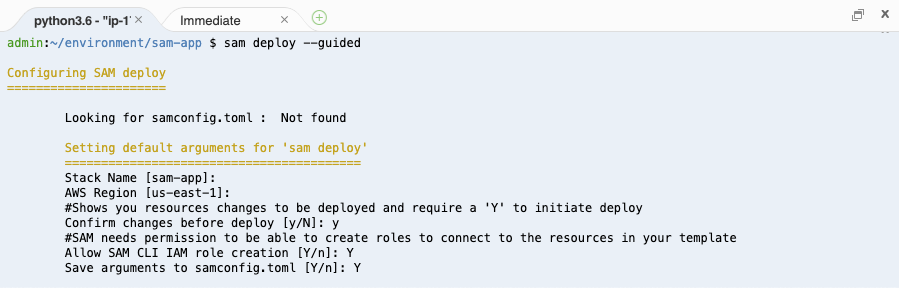 python3.6 - "ip-1
Immediate
admin:~/environment/sam-app $ sam deploy --guided
Configuring SAM deploy
======================
Looking for samconfig.toml :  Not found
Setting default arguments for 'sam deploy'
=========================================
Stack Name [sam-app]:
AWS Region [us-east-1]:
#Shows you resources changes to be deployed and require a 'Y' to initiate deploy
Confirm changes before deploy [y/N]: y
#SAM needs permission to be able to create roles to connect to the resources in your template
Allow SAM CLI IAM role creation [Y/n]: Y
Save arguments to samconfig.toml [Y/n]: Y